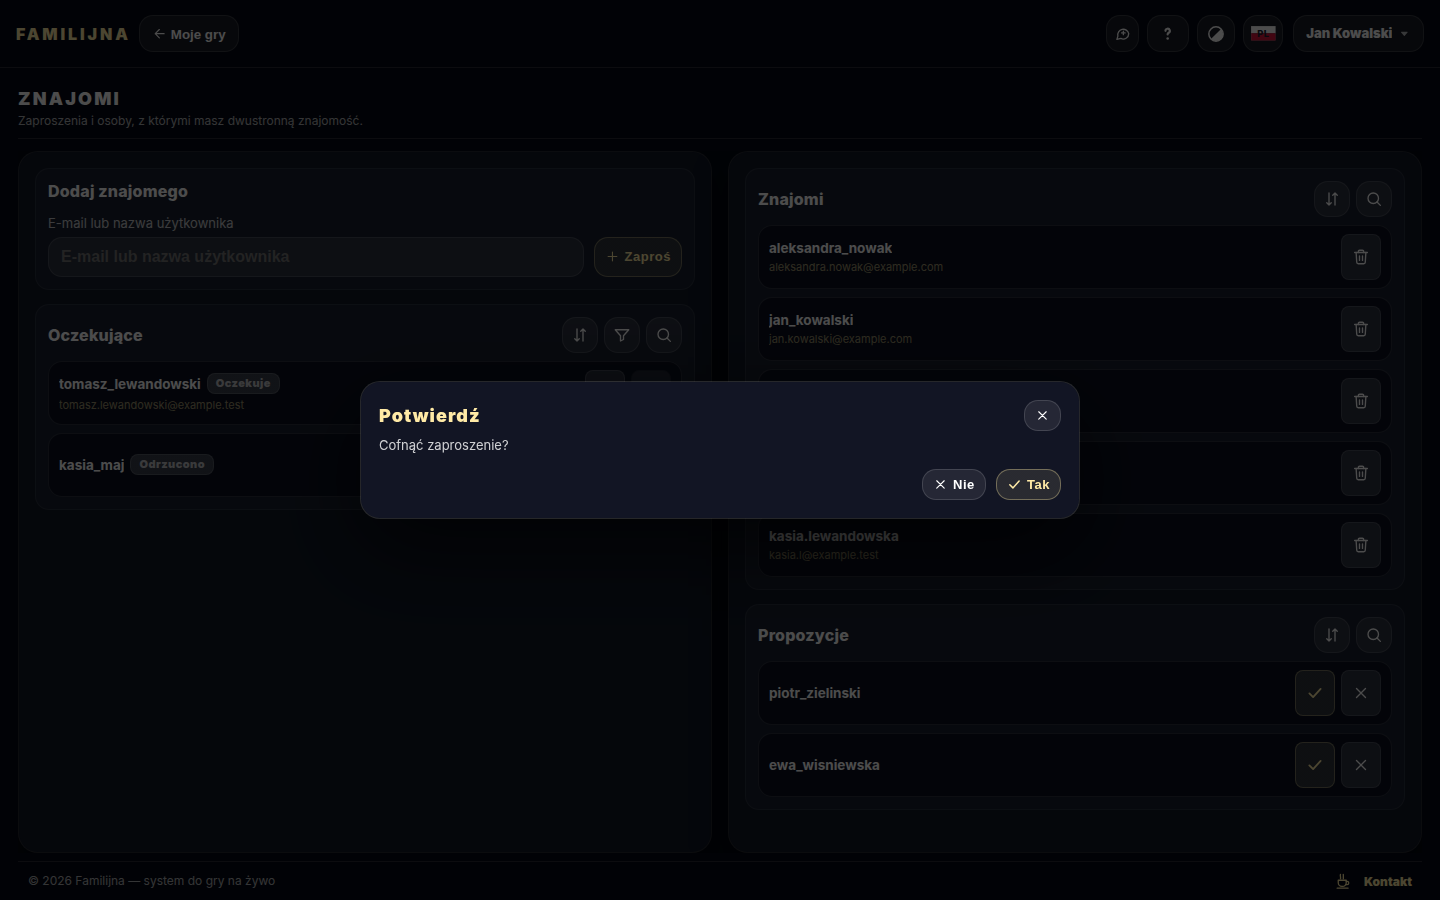 FAMILIJNA
Moje gry
?
PL
Jan Kowalski
ZNAJOMI
Zaproszenia i osoby, z którymi masz dwustronną znajomość.
Dodaj znajomego
E-mail lub nazwa użytkownika
E-mail lub nazwa użytkownika
Zaproś
Oczekujące
tomasz_lewandowski Oczekuje
tomasz.lewandowski@example.test
kasia_maj Odrzucono
Potwierdź
Cofnąć zaproszenie?
Nie
Tak
Znajomi
aleksandra_nowak
aleksandra.nowak@example.com
jan_kowalski
jan.kowalski@example.com
kasia.lewandowska
kasia.l@example.test
Propozycje
piotr_zielinski
ewa_wisniewska
© 2026 Familijna — system do gry na żywo
Kontakt